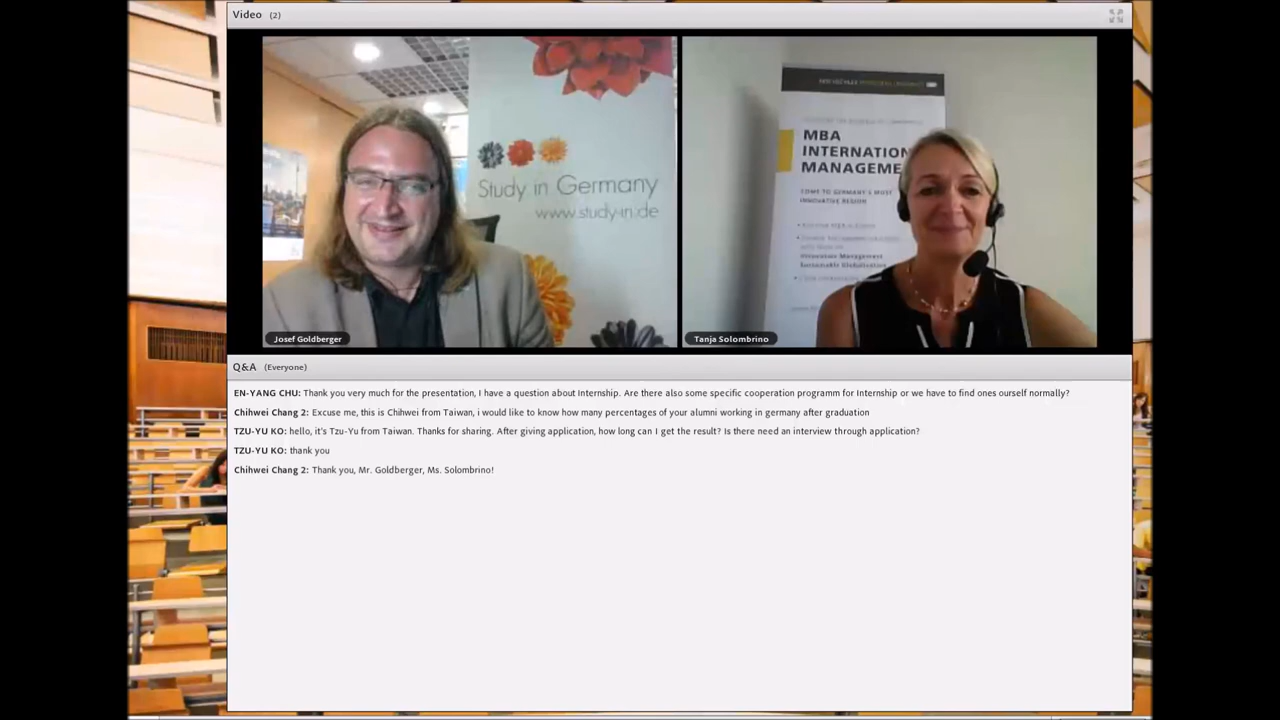 Video (2)
Study in Germany
www.study-in.de
Josef Goldberger
MBA
INTERNATION
MANAGEME
COME TO GERMANY'S MOST
INNOVATIVE REGION
Innovation Management
Sustainable Globalization
Tanja Solombrino
Q&A (Everyone)
EN-YANG CHU: Thank you very much for the presentation, I have a question about Internship. Are there also some specific cooperation programm for Internship or we have to find ones ourself normally?
Chihwei Chang 2: Excuse me, this is Chihwei from Taiwan, i would like to know how many percentages of your alumni working in germany after graduation
TZU-YU KO: hello, it's Tzu-Yu from Taiwan. Thanks for sharing. After giving application, how long can I get the result? Is there need an interview through application?
TZU-YU KO: thank you
Chihwei Chang 2: Thank you, Mr. Goldberger, Ms. Solombrino!